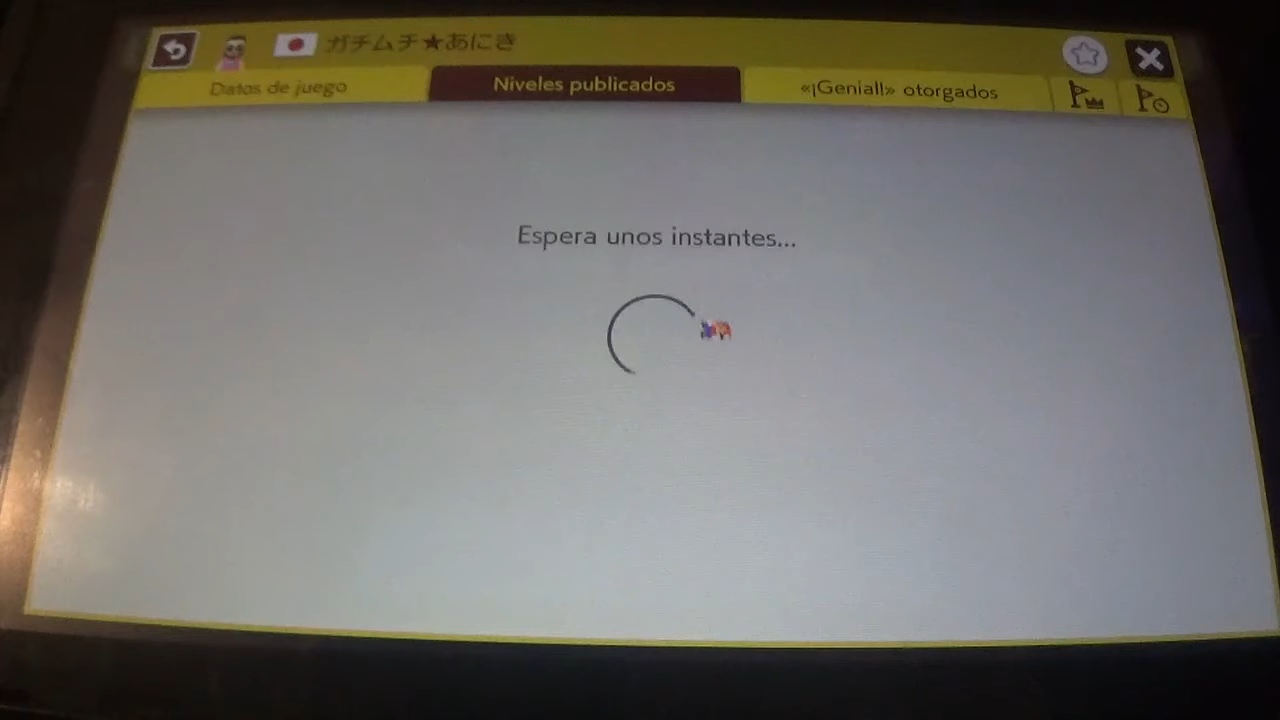 ガチムチ★あにき
Datos de juego
Niveles publicados
«¡Genial!» otorgados
Espera unos instantes...